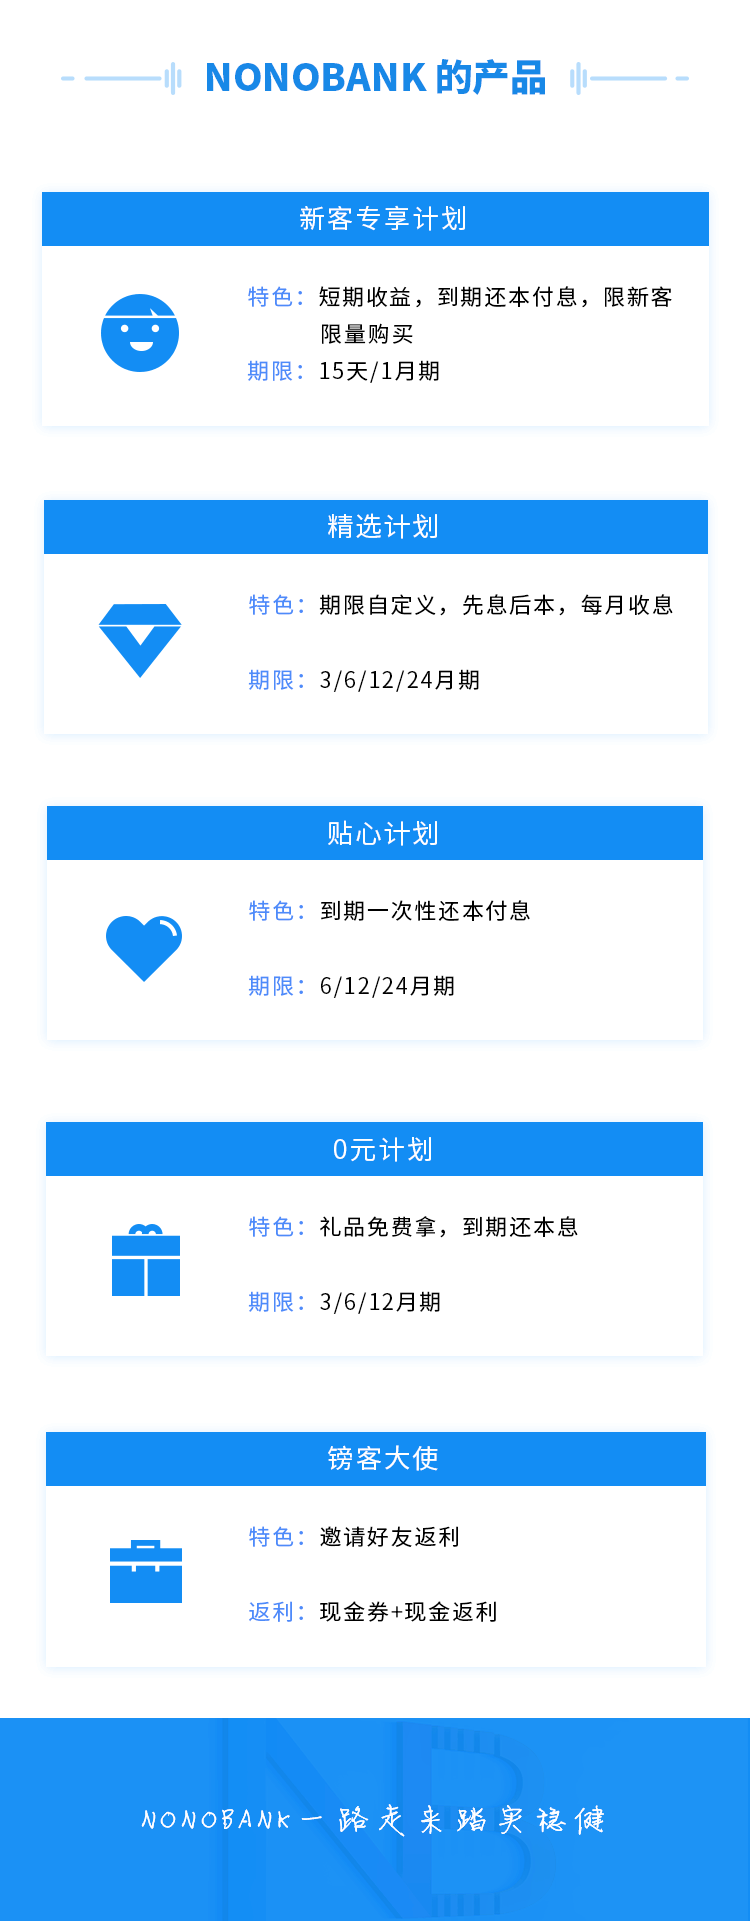 NONOBANK 的产品
新客专享计划
特色：短期收益，到期还本付息，限新客
限量购买
期限：15天/1月期
精选计划
特色：期限自定义，先息后本，每月收息
期限：3/6/12/24月期
贴心计划
特色：到期一次性还本付息
期限：6/12/24月期
0元计划
特色：礼品免费拿，到期还本息
期限：3/6/12月期
镑客大使
特色：邀请好友返利
返利：现金券+现金返利
NONOBANK一路走来踏实稳健